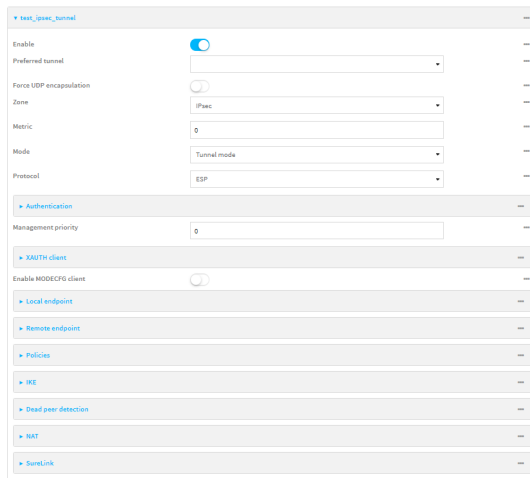 test_ipsec_tunnel
Enable
Preferred tunnel
Force UDP encapsulation
Zone
IPsec
Metric
0
Mode
Tunnel mode
Protocol
ESP
Authentication
Management priority
0
XAUTH client
Enable MODECFG client
Local endpoint
Remote endpoint
Policies
IKE
Dead peer detection
NAT
SureLink